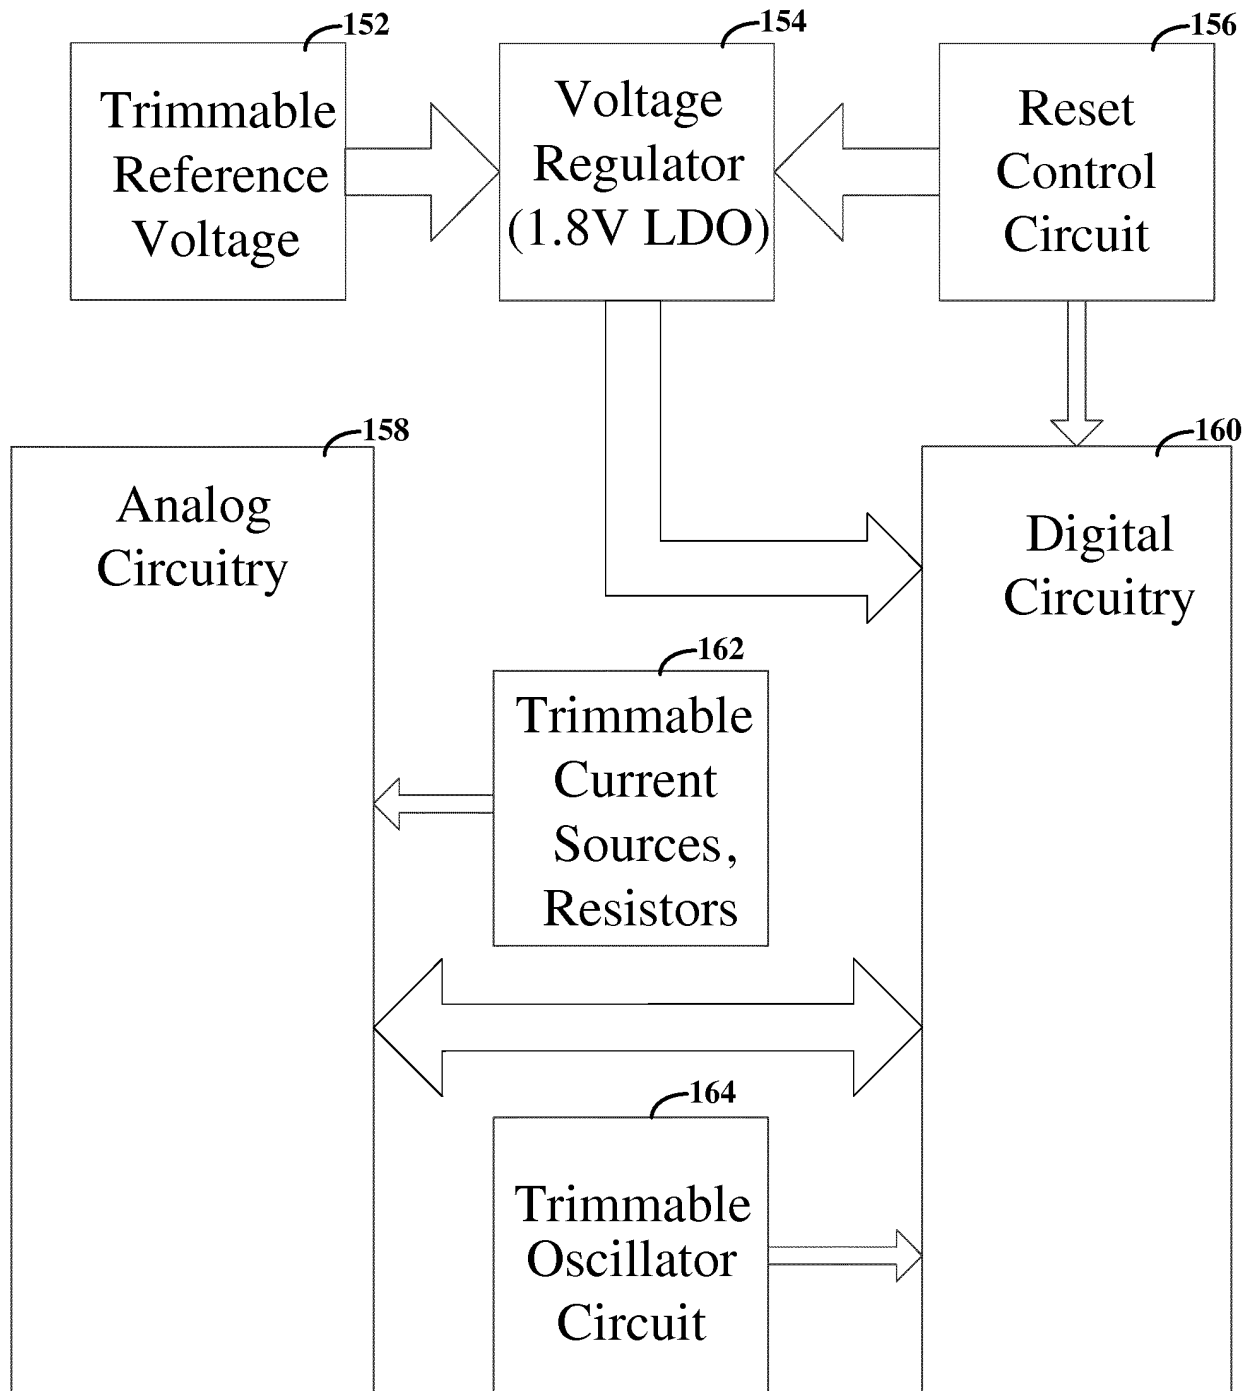 152
Trimmable
Reference
Voltage
154
Voltage
Regulator
(1.8V LDO)
156
Reset
Control
Circuit
158
Analog
Circuitry
160
Digital
Circuitry
162
Trimmable
Current
Sources,
Resistors
164
Trimmable
Oscillator
Circuit